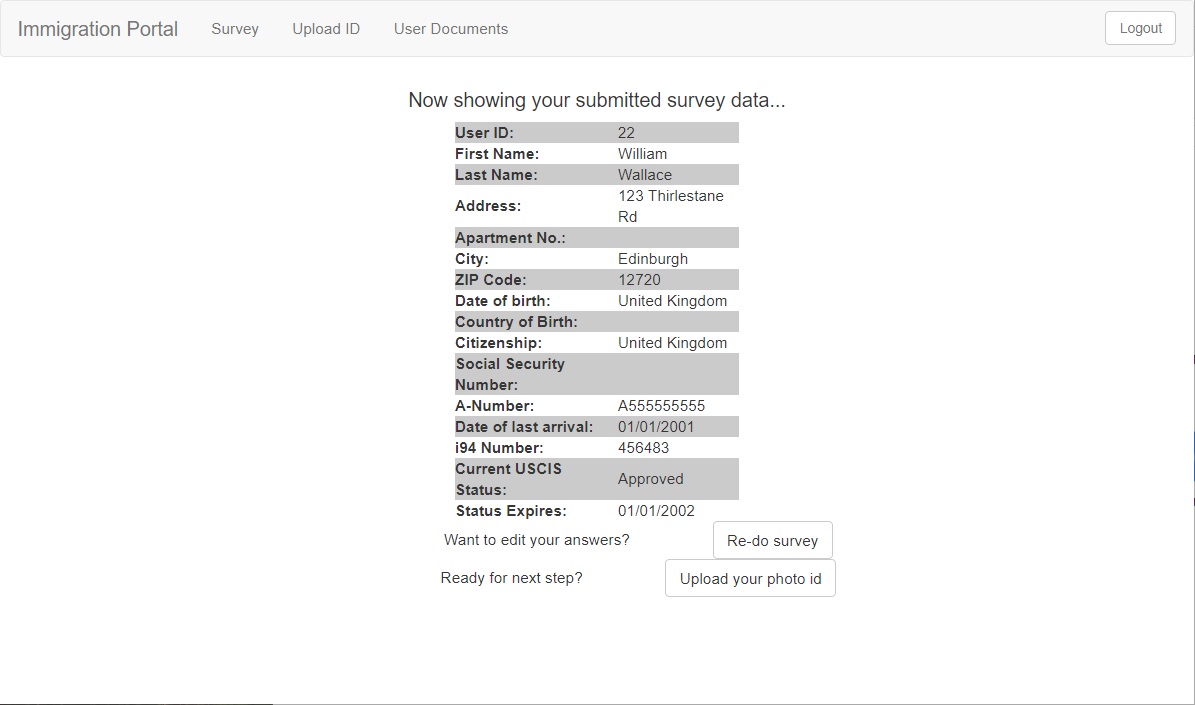 Immigration Portal Survey Upload ID User Documents Logout
Now showing your submitted survey data...
User ID: 22
First Name: William
Last Name: Wallace
Address: 123 Thirlestane
Rd
Apartment No.:
City: Edinburgh
ZIP Code: 12720
Date of birth: United Kingdom
Country of Birth:
Citizenship: United Kingdom
Social Security
Number:
A-Number: A555555555
Date of last arrival: 01/01/2001
i94 Number: 456483
Current USCIS
Status: Approved
Status Expires: 01/01/2002
Want to edit your answers? Re-do survey
Ready for next step? Upload your photo id